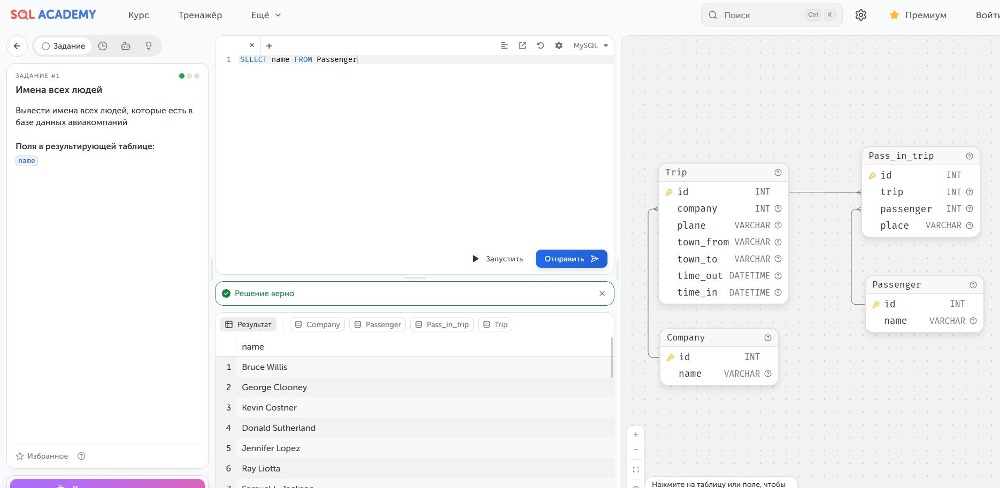 SQL ACADEMY
Курс
Тренажёр
Ещё
Поиск
Ctrl
K
Премиум
Войти
Задание
ЗАДАНИЕ #1
Имена всех людей
Вывести имена всех людей, которые есть в
базе данных авиакомпаний
Поля в результирующей таблице:
name
Избранное
MySQL
1 SELECT name FROM Passenger
Запустить
Отправить
Решение верно
Результат
Company
Passenger
Pass_in_trip
Trip
name
1 Bruce Willis
2 George Clooney
3 Kevin Costner
4 Donald Sutherland
5 Jennifer Lopez
6 Ray Liotta
Trip
id INT
company INT
plane VARCHAR
town_from VARCHAR
town_to VARCHAR
time_out DATETIME
time_in DATETIME
Company
id INT
name VARCHAR
Pass_in_trip
id INT
trip INT
passenger INT
place VARCHAR
Passenger
id INT
name VARCHAR
Нажмите на таблицу или поле, чтобы